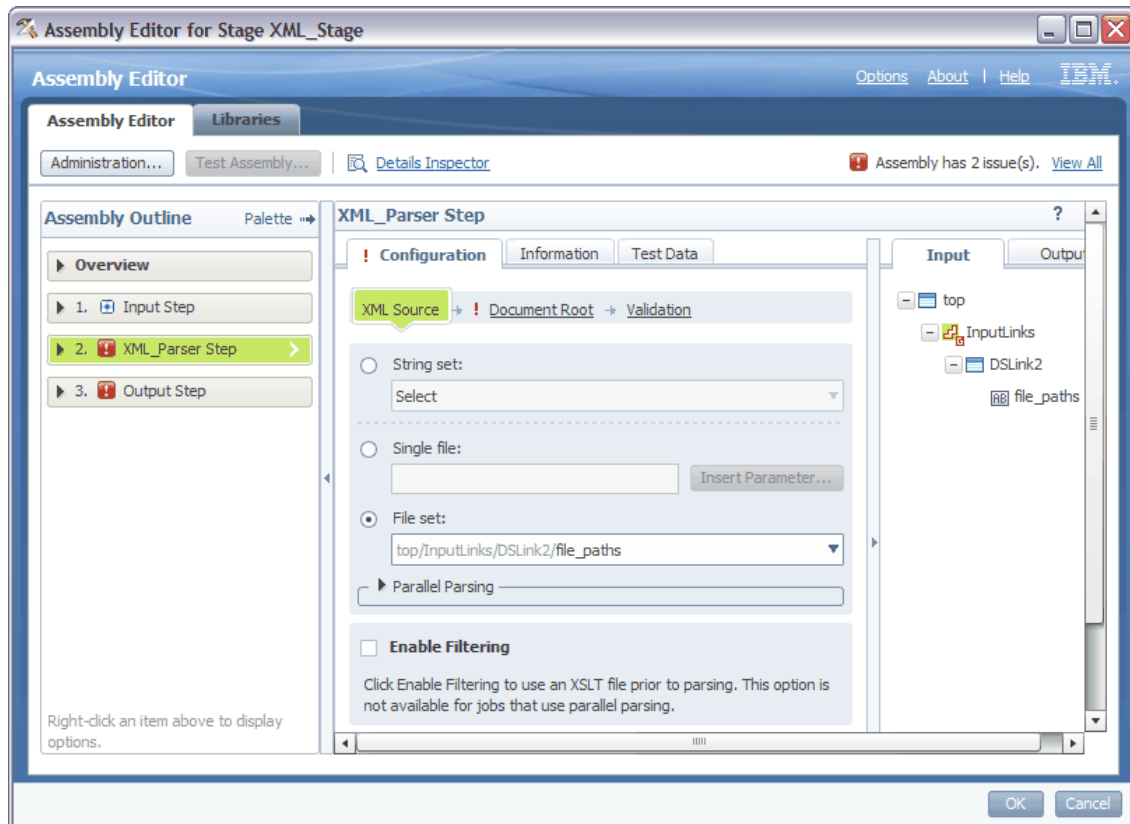 Assembly Editor for Stage XML_Stage
Assembly Editor
Options About | Help IBM.
Assembly Editor Libraries
Administration... Test Assembly... Details Inspector Assembly has 2 issue(s). View All
Assembly Outline Palette
XML_Parser Step ?
! Configuration Information Test Data
Input Outpu
Overview
1. Input Step
2. XML_Parser Step
3. Output Step
Right-click an item above to display
options.
XML Source ! Document Root Validation
String set:
Select
Single file:
Insert Parameter...
File set:
top/InputLinks/DSLink2/file_paths
Parallel Parsing
Enable Filtering
Click Enable Filtering to use an XSLT file prior to parsing. This option is
not available for jobs that use parallel parsing.
top
InputLinks
DSLink2
file_paths
OK Cancel